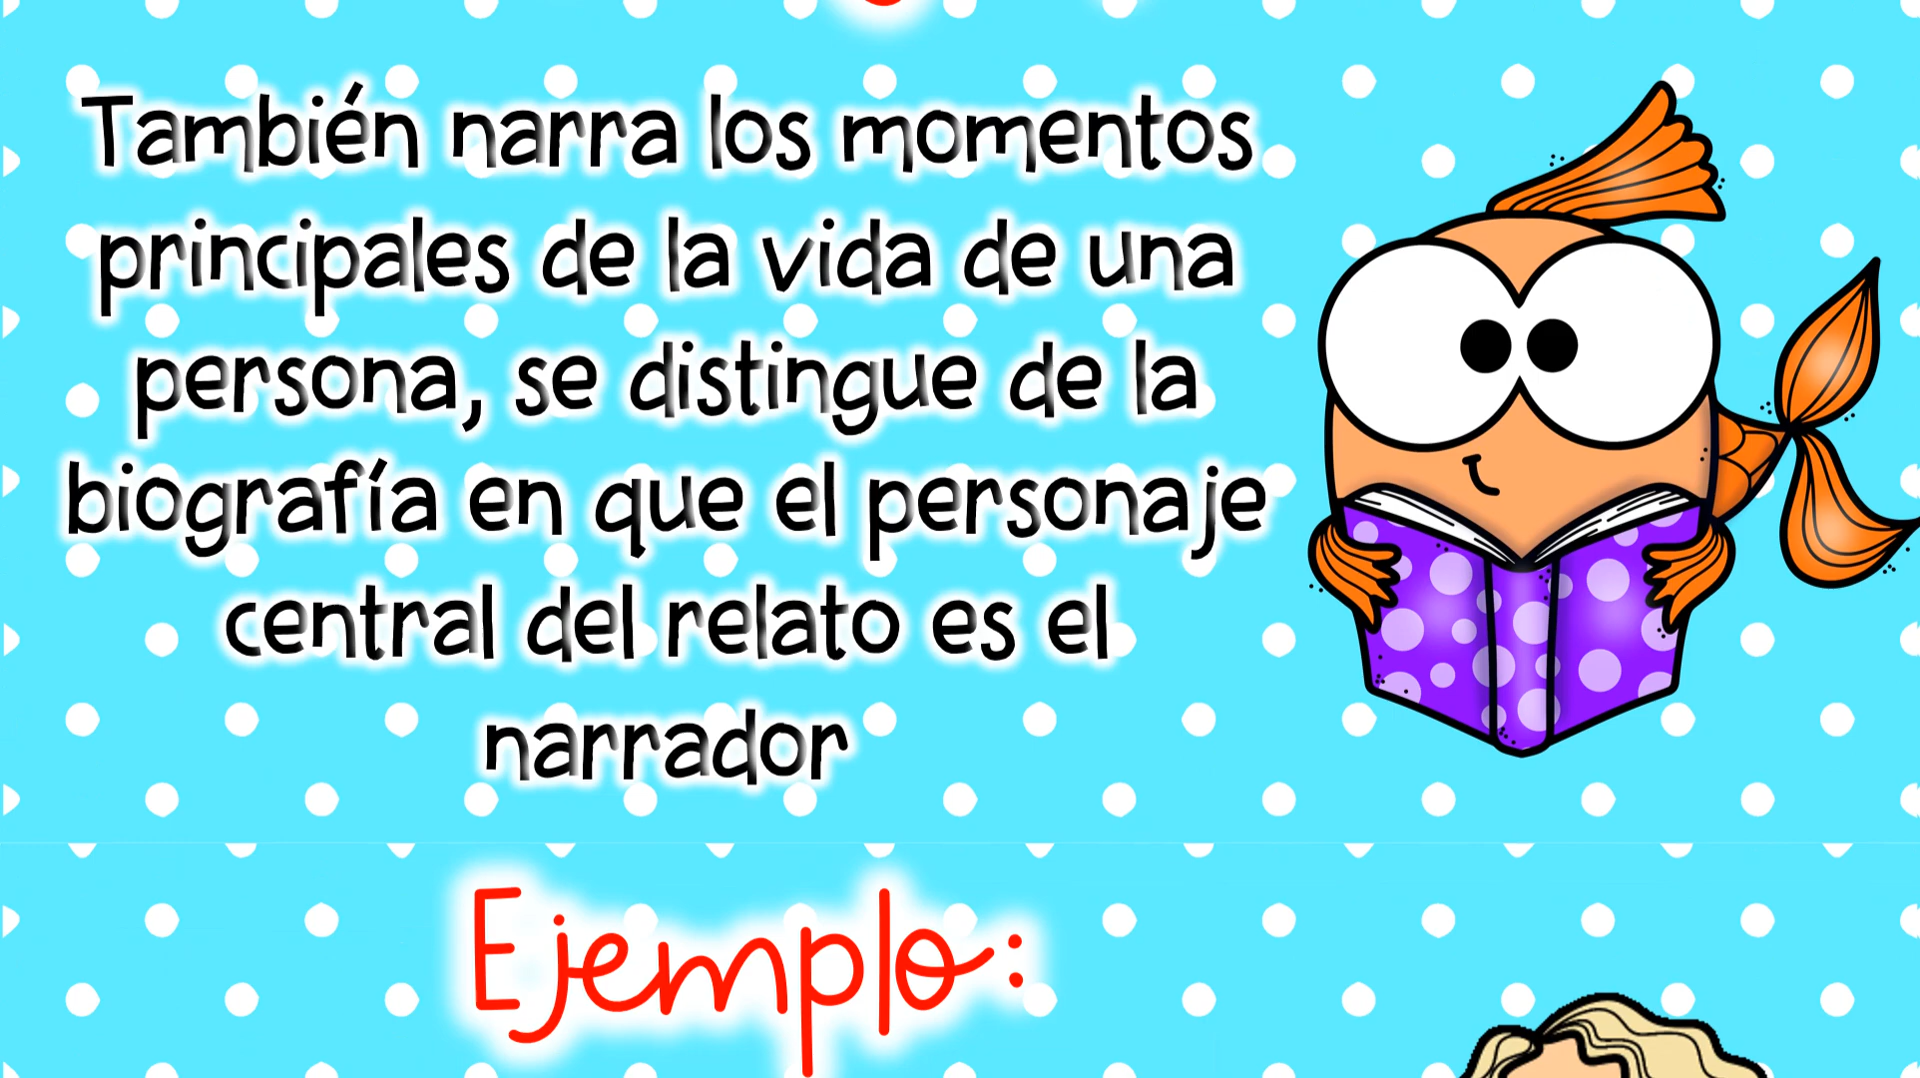 También narra los momentos
principales de la vida de una
persona, se distingue de la
biografía en que el personaje
central del relato es el
narrador
Ejemplo: